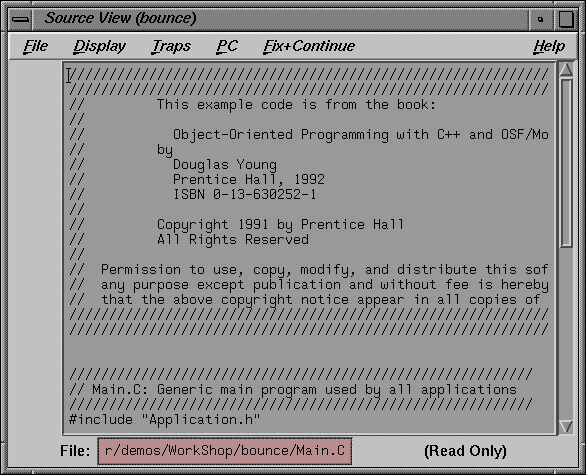 Source View (bounce)
File Display Traps PC Fix+Continue Help
////////////////////////////////////////////////////////////
////////////////////////////////////////////////////////////
// This example code is from the book:
//
// Object-Oriented Programming with C++ and OSF/Mo
// by
// Douglas Young
// Prentice Hall, 1992
// ISBN 0-13-630252-1
//
// Copyright 1991 by Prentice Hall
// All Rights Reserved
//
// Permission to use, copy, modify, and distribute this sof
// any purpose except publication and without fee is hereby
// that the above copyright notice appear in all copies of
////////////////////////////////////////////////////////////
////////////////////////////////////////////////////////////
//////////////////////////////////////////////////////////
// Main.C: Generic main program used by all applications
//////////////////////////////////////////////////////////
#include "Application.h"
File: r/demos/WorkShop/bounce/Main.C (Read Only)